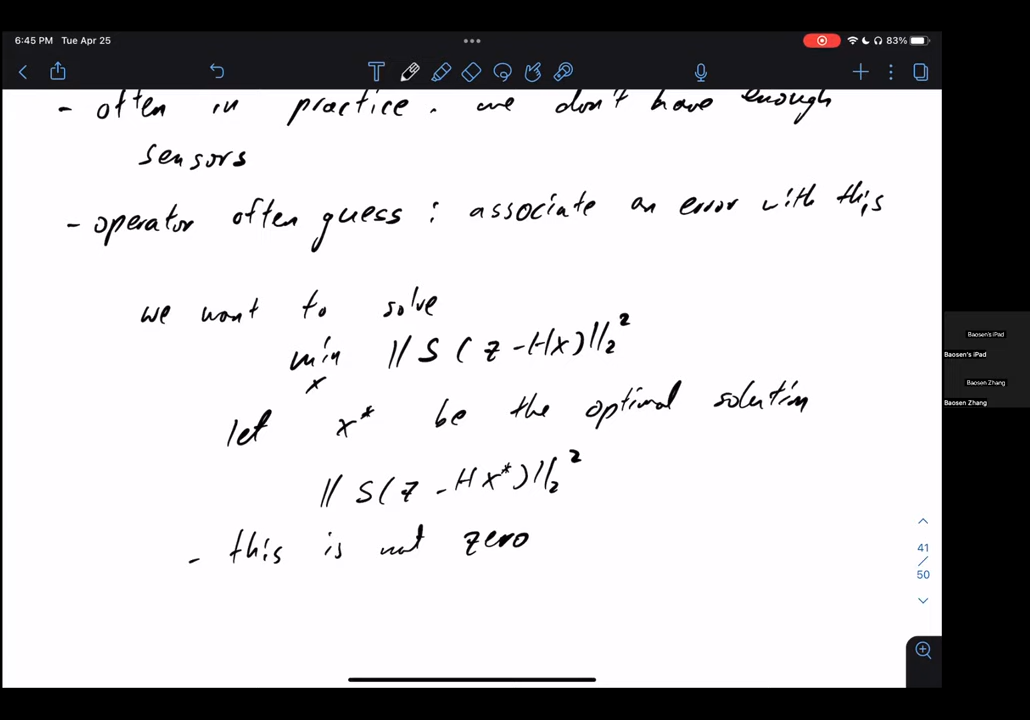 6:45 PM Tue Apr 25
83%
- often in practice. we don't have enough
sensors
- operator often guess : associate an error with this
we want to solve
min || S ( z - Hx ) ||₂²
x
let x* be the optimal solution
|| S( z - Hx* ) ||₂²
- this is not zero
Baosen's iPad
Baosen's iPad
Baosen Zhang
Baosen Zhang
41
/
50